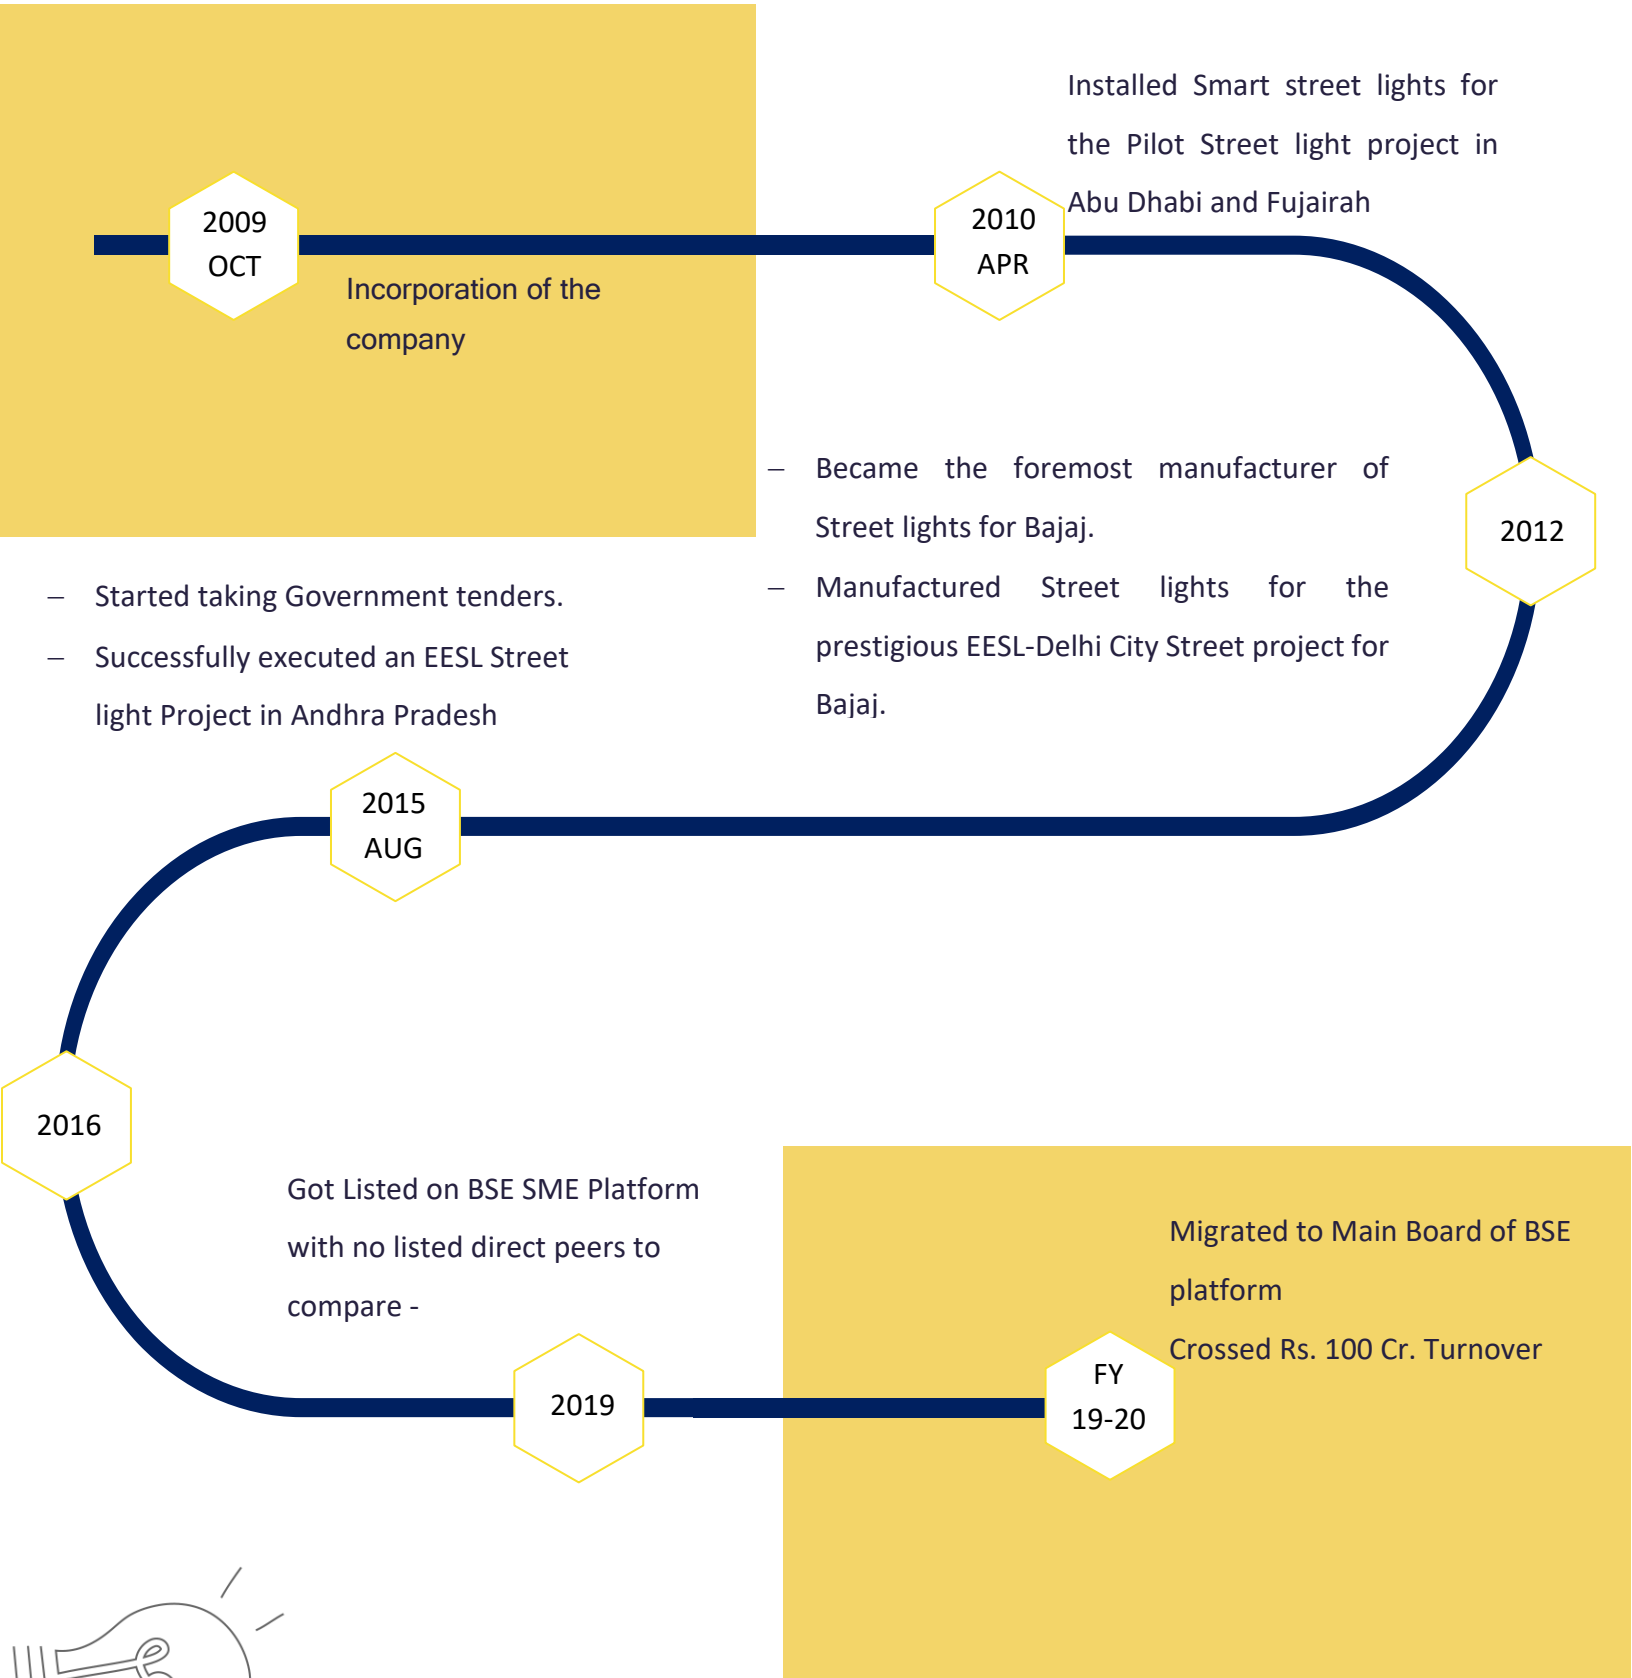 2009
OCT
Incorporation of the
company
Installed Smart street lights for
the Pilot Street light project in
Abu Dhabi and Fujairah
2010
APR
– Became the foremost manufacturer of
Street lights for Bajaj.
– Manufactured Street lights for the
prestigious EESL-Delhi City Street project for
Bajaj.
2012
– Started taking Government tenders.
– Successfully executed an EESL Street
light Project in Andhra Pradesh
2015
AUG
2016
Got Listed on BSE SME Platform
with no listed direct peers to
compare -
2019
Migrated to Main Board of BSE
platform
Crossed Rs. 100 Cr. Turnover
FY
19-20